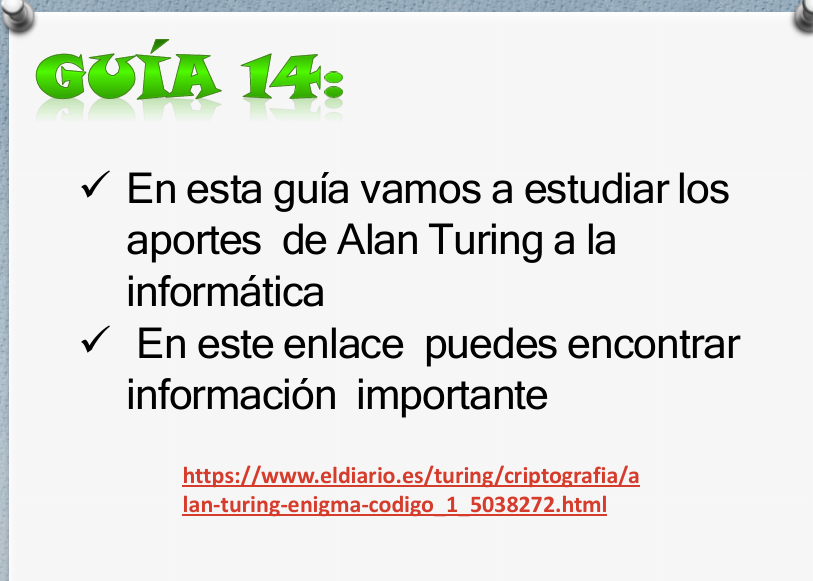 GUÍA 14:
✓ En esta guía vamos a estudiar los
aportes de Alan Turing a la
informática
✓ En este enlace puedes encontrar
información importante
https://www.eldiario.es/turing/criptografia/a
lan-turing-enigma-codigo_1_5038272.html